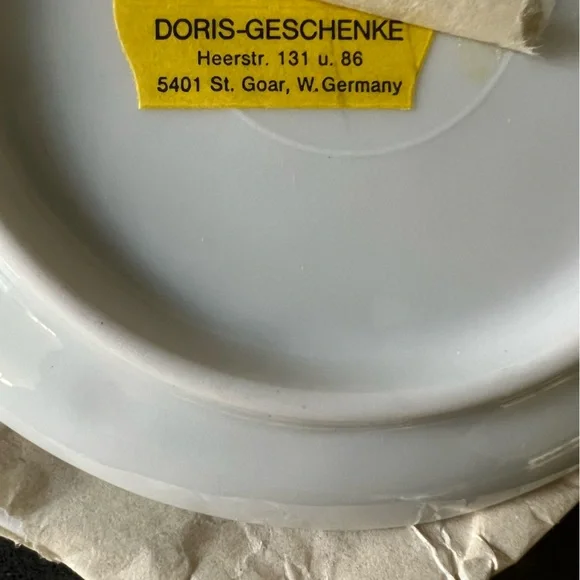 DORIS-GESCHENKE
Heerstr. 131 u. 86
5401 St. Goar, W. Germany